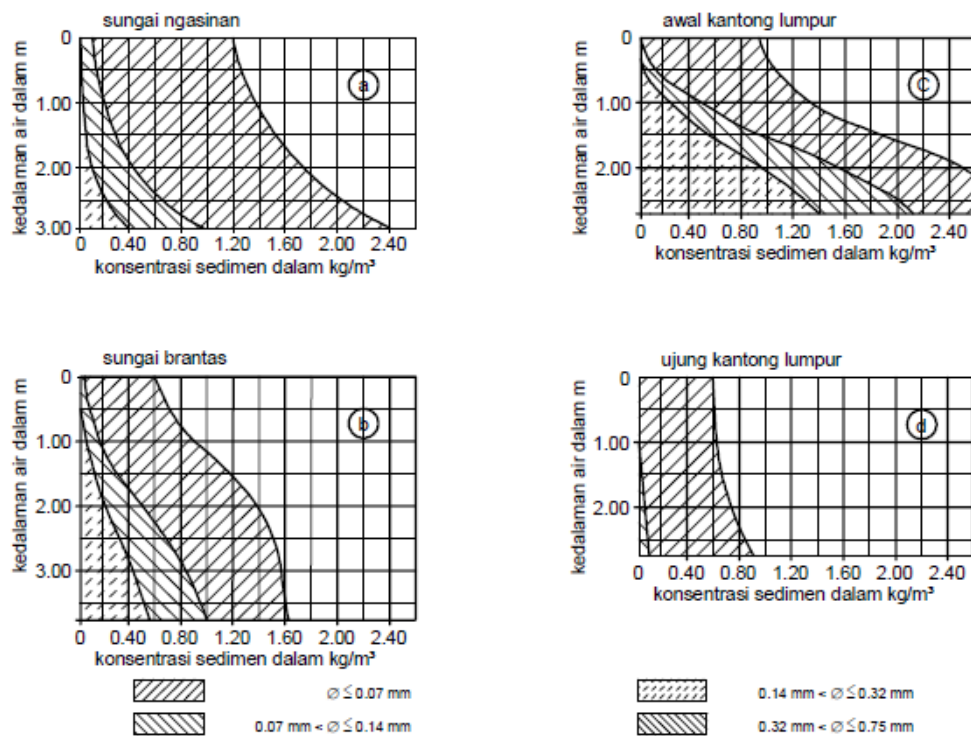 sungai ngasinan
kedalaman air dalam m
0
1.00
2.00
3.00
a
0 0.40 0.80 1.20 1.60 2.00 2.40
konsentrasi sedimen dalam kg/m³
awal kantong lumpur
kedalaman air dalam m
0
1.00
2.00
C
0 0.40 0.80 1.20 1.60 2.00 2.40
konsentrasi sedimen dalam kg/m³
sungai brantas
kedalaman air dalam m
0
1.00
2.00
3.00
b
0 0.40 0.80 1.20 1.60 2.00 2.40
konsentrasi sedimen dalam kg/m³
ujung kantong lumpur
kedalaman air dalam m
0
1.00
2.00
d
0 0.40 0.80 1.20 1.60 2.00 2.40
konsentrasi sedimen dalam kg/m³
∅ ≤ 0.07 mm
0.07 mm < ∅ ≤ 0.14 mm
0.14 mm < ∅ ≤ 0.32 mm
0.32 mm < ∅ ≤ 0.75 mm